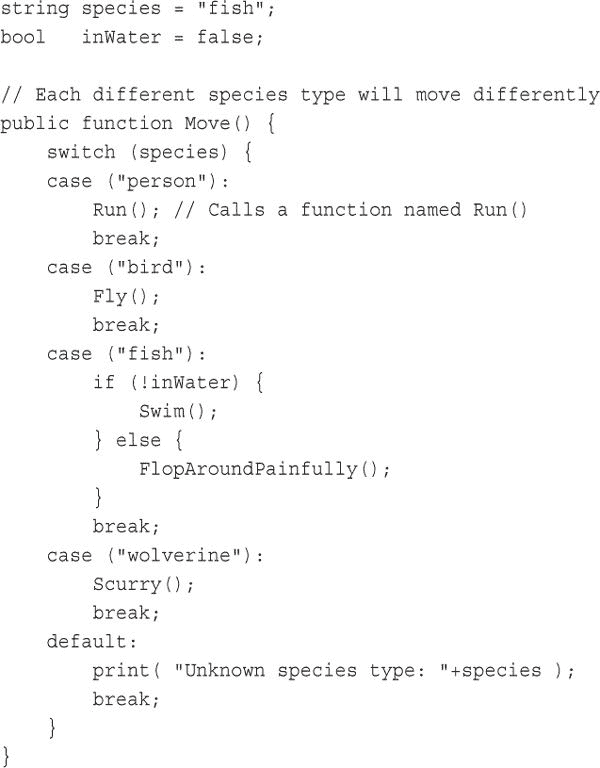 string species = "fish";
bool   inWater = false;

// Each different species type will move differently
public function Move() {
    switch (species) {
    case ("person"):
        Run(); // Calls a function named Run()
        break;
    case ("bird"):
        Fly();
        break;
    case ("fish"):
        if (!inWater) {
            Swim();
        } else {
            FlopAroundPainfully();
        }
        break;
    case ("wolverine"):
        Scurry();
        break;
    default:
        print( "Unknown species type: "+species );
        break;
    }
}